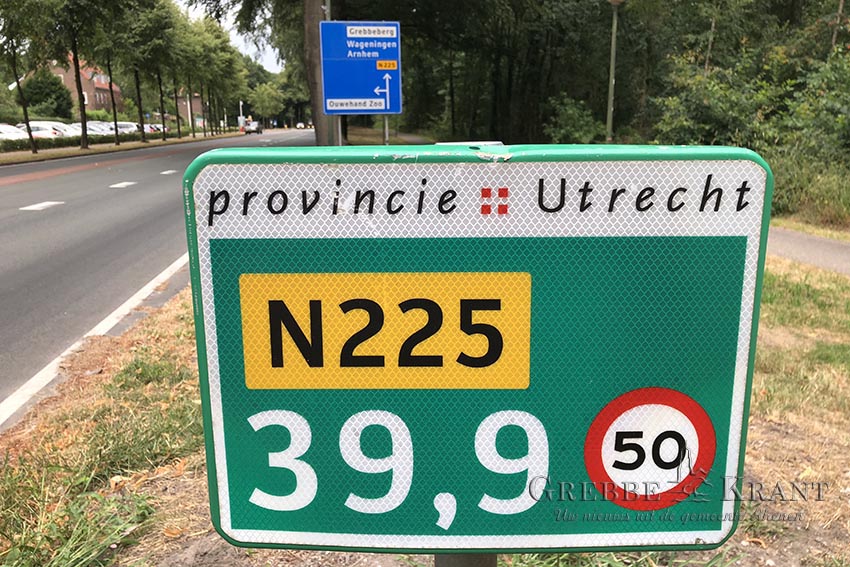 Grebbeberg
Wageningen
Arnhem
N225
Ouwehand Zoo
provincie Utrecht
N225
39,9
50
GREBBE KRANT
Uw nieuws uit de gemeente Rhenen